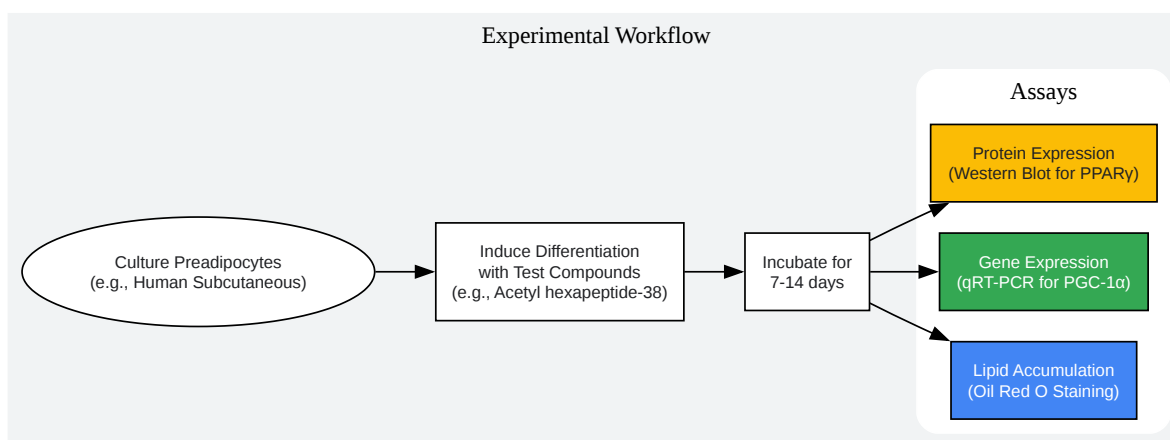 Experimental Workflow
Assays
Protein Expression
(Western Blot for PPARγ)
Culture Preadipocytes
(e.g., Human Subcutaneous)
Induce Differentiation
with Test Compounds
(e.g., Acetyl hexapeptide-38)
Incubate for
7-14 days
Gene Expression
(qRT-PCR for PGC-1α)
Lipid Accumulation
(Oil Red O Staining)